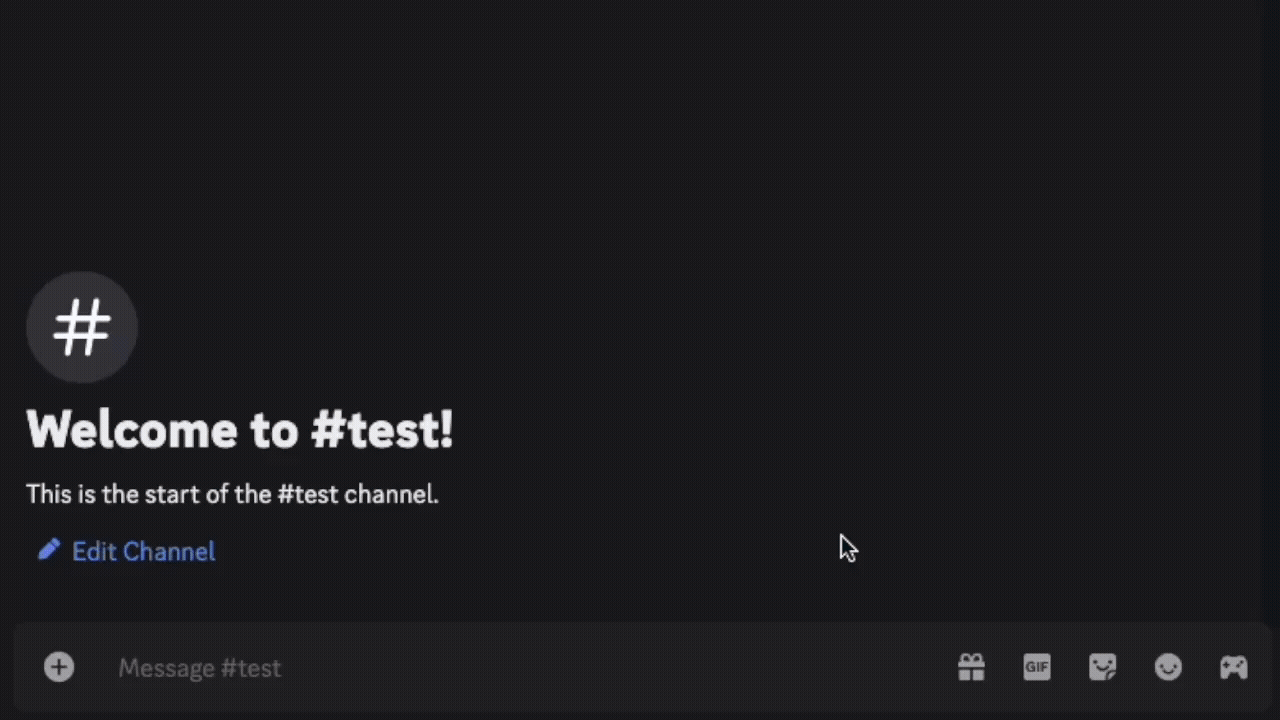 #
Welcome to #test!
This is the start of the #test channel.
Edit Channel
Message #test
GIF